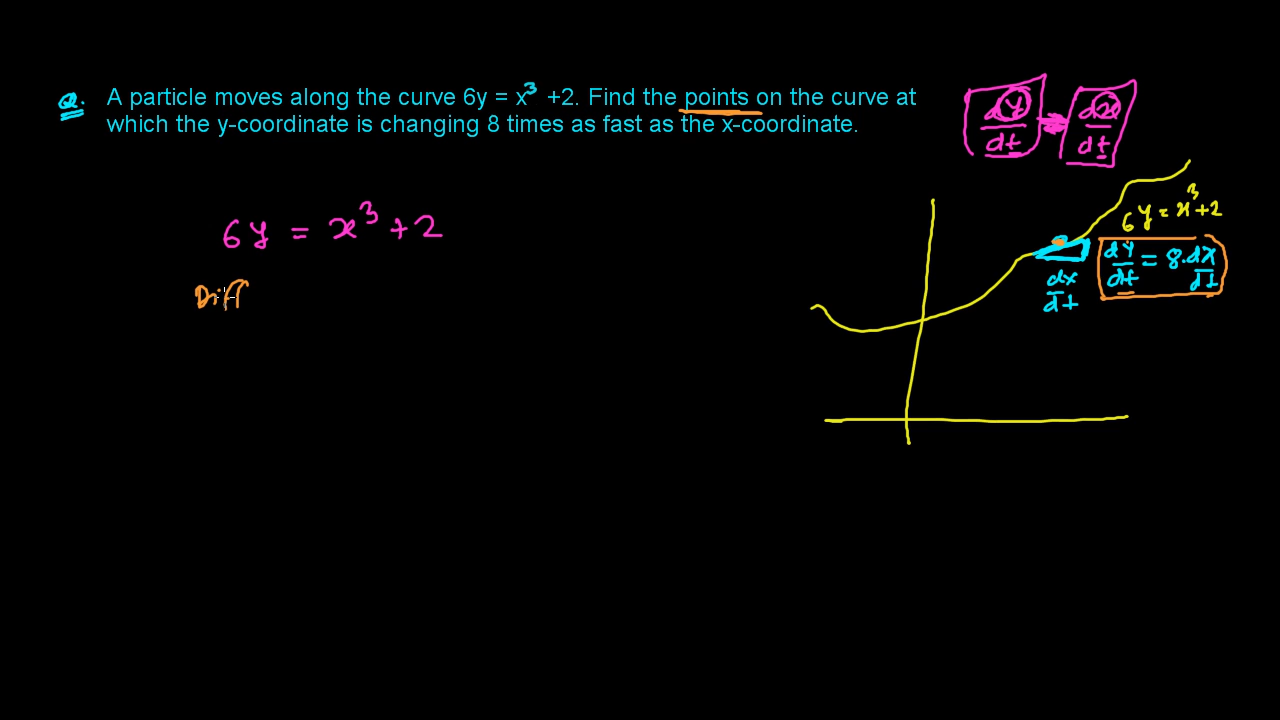 Q. A particle moves along the curve 6y = x³ +2. Find the points on the curve at
which the y-coordinate is changing 8 times as fast as the x-coordinate.
dy/dt = dx/dt
6y = x³+2
6y = x³+2
dy/dt = 8.dx/dt
dx/dt
Diff